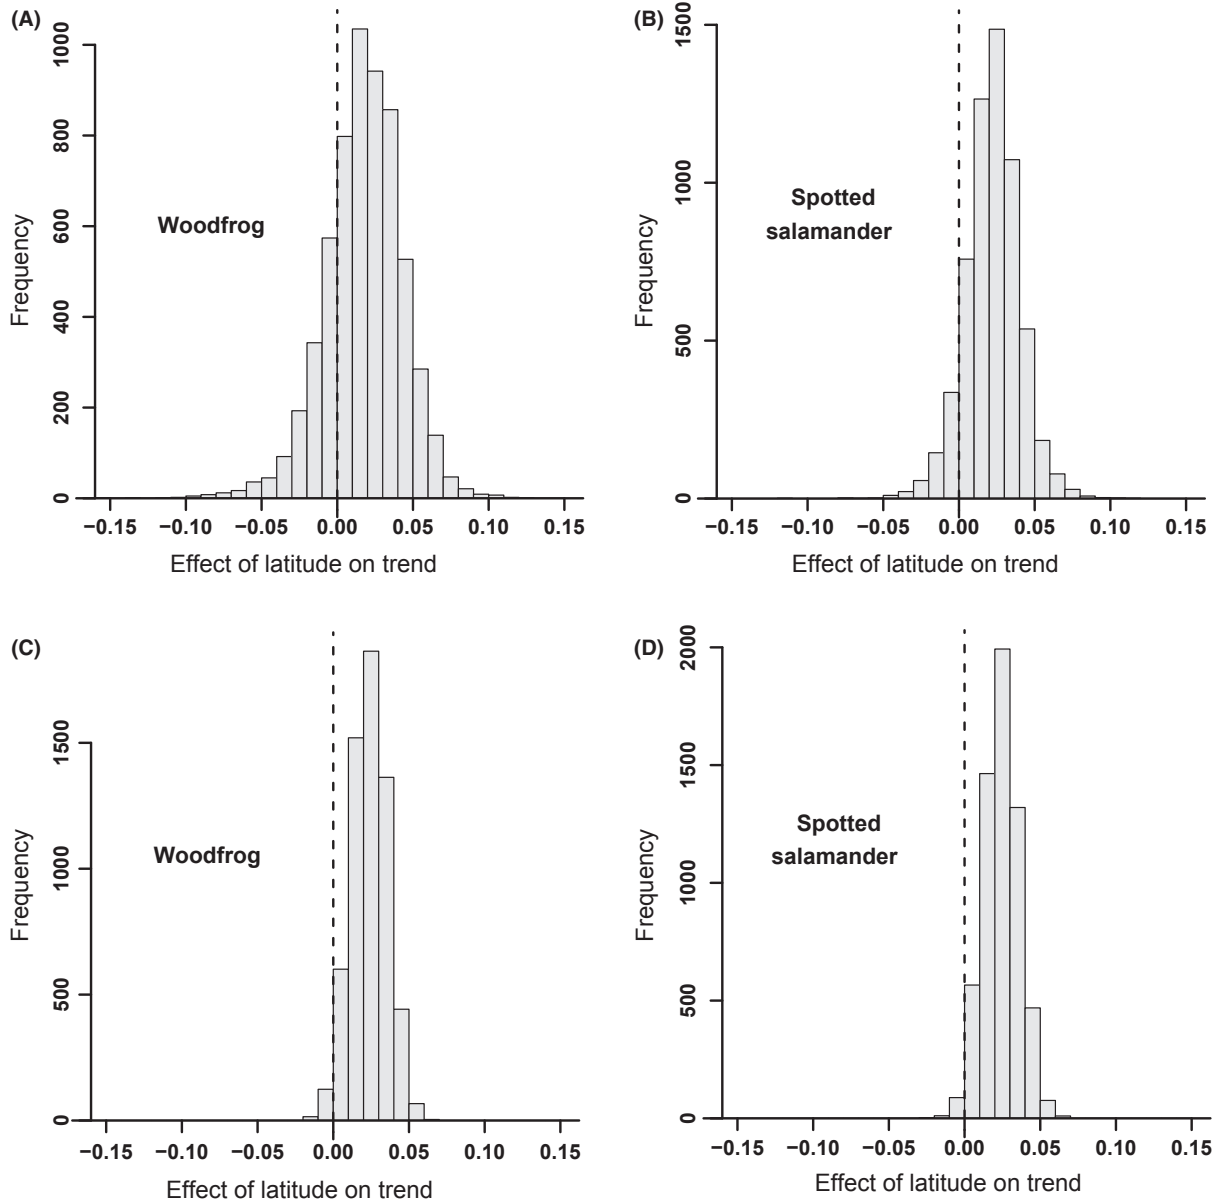 (A)
1000
800
600
400
200
0
Frequency
Woodfrog
−0.15 −0.10 −0.05 0.00 0.05 0.10 0.15
Effect of latitude on trend
(B)
1500
1000
500
0
Frequency
Spotted
salamander
−0.15 −0.10 −0.05 0.00 0.05 0.10 0.15
Effect of latitude on trend
(C)
1500
1000
500
0
Frequency
Woodfrog
−0.15 −0.10 −0.05 0.00 0.05 0.10 0.15
Effect of latitude on trend
(D)
2000
1500
1000
500
0
Frequency
Spotted
salamander
−0.15 −0.10 −0.05 0.00 0.05 0.10 0.15
Effect of latitude on trend